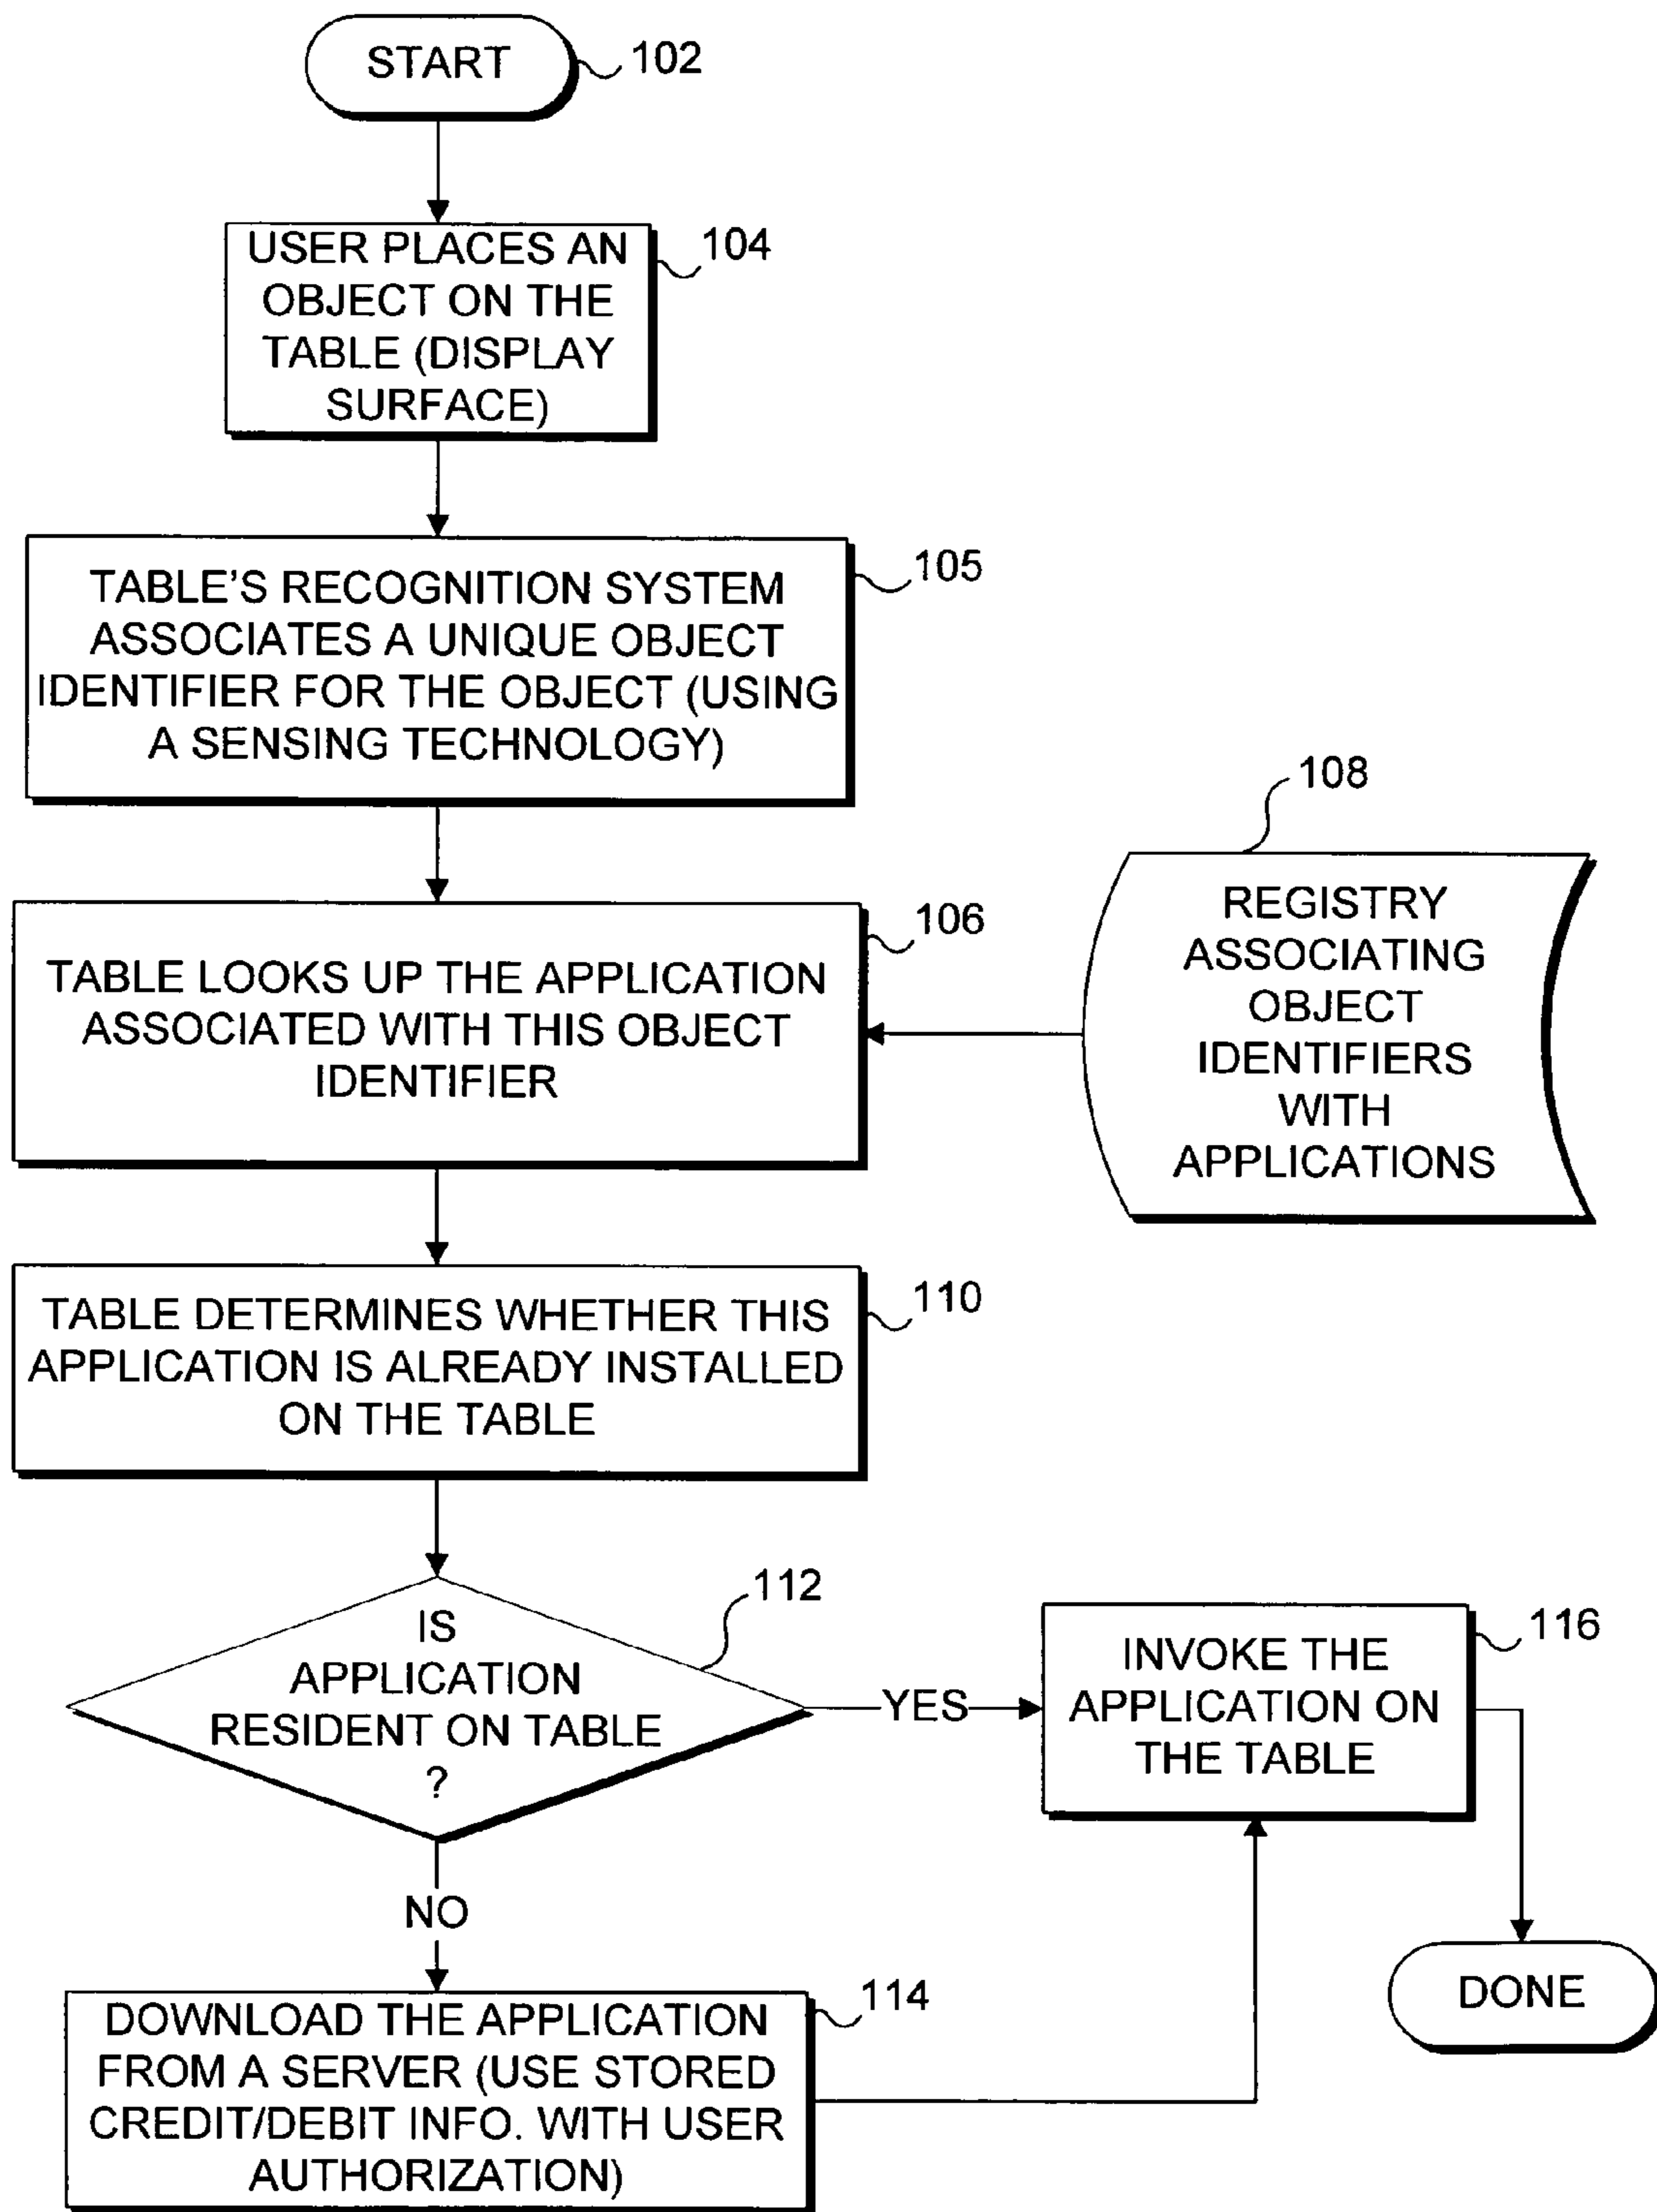 START
102
USER PLACES AN
OBJECT ON THE
TABLE (DISPLAY
SURFACE)
104
TABLE'S RECOGNITION SYSTEM
ASSOCIATES A UNIQUE OBJECT
IDENTIFIER FOR THE OBJECT (USING
A SENSING TECHNOLOGY)
105
TABLE LOOKS UP THE APPLICATION
ASSOCIATED WITH THIS OBJECT
IDENTIFIER
106
108
REGISTRY
ASSOCIATING
OBJECT
IDENTIFIERS
WITH
APPLICATIONS
TABLE DETERMINES WHETHER THIS
APPLICATION IS ALREADY INSTALLED
ON THE TABLE
110
IS
APPLICATION
RESIDENT ON TABLE
?
112
YES
INVOKE THE
APPLICATION ON
THE TABLE
116
NO
DOWNLOAD THE APPLICATION
FROM A SERVER (USE STORED
CREDIT/DEBIT INFO. WITH USER
AUTHORIZATION)
114
DONE